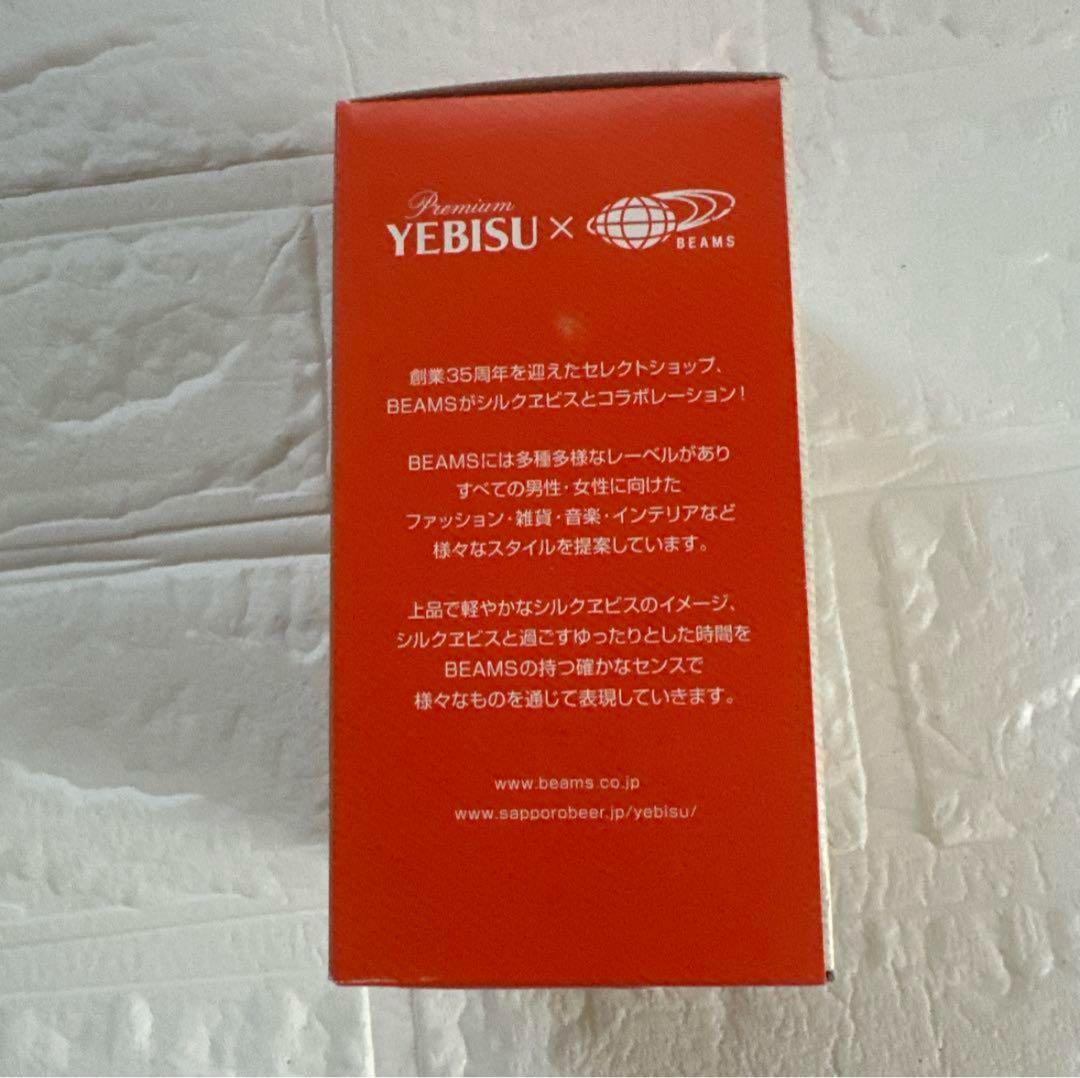 Premium
YEBISU × BEAMS
創業35周年を迎えたセレクトショップ、
BEAMSがシルクヱビスとコラボレーション！
BEAMSには多種多様なレーベルがあり
すべての男性・女性に向けた
ファッション・雑貨・音楽・インテリアなど
様々なスタイルを提案しています。
上品で軽やかなシルクヱビスのイメージ、
シルクヱビスと過ごすゆったりとした時間を
BEAMSの持つ確かなセンスで
様々なものを通じて表現していきます。
www.beams.co.jp
www.sapporobeer.jp/yebisu/